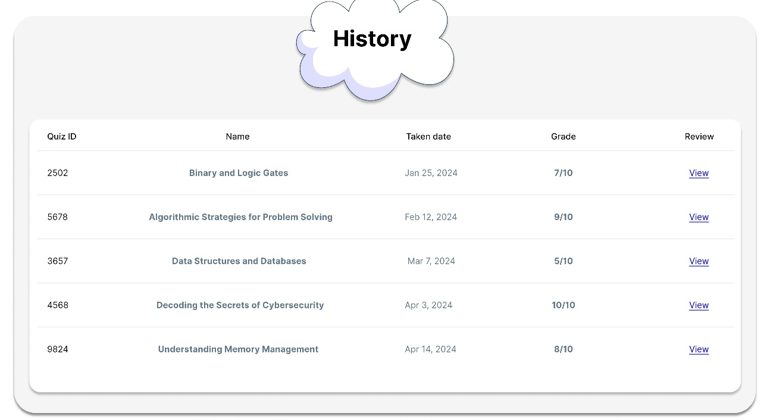 History
Quiz ID Name Taken date Grade Review
2502 Binary and Logic Gates Jan 25, 2024 7/10 View
5678 Algorithmic Strategies for Problem Solving Feb 12, 2024 9/10 View
3657 Data Structures and Databases Mar 7, 2024 5/10 View
4568 Decoding the Secrets of Cybersecurity Apr 3, 2024 10/10 View
9824 Understanding Memory Management Apr 14, 2024 8/10 View